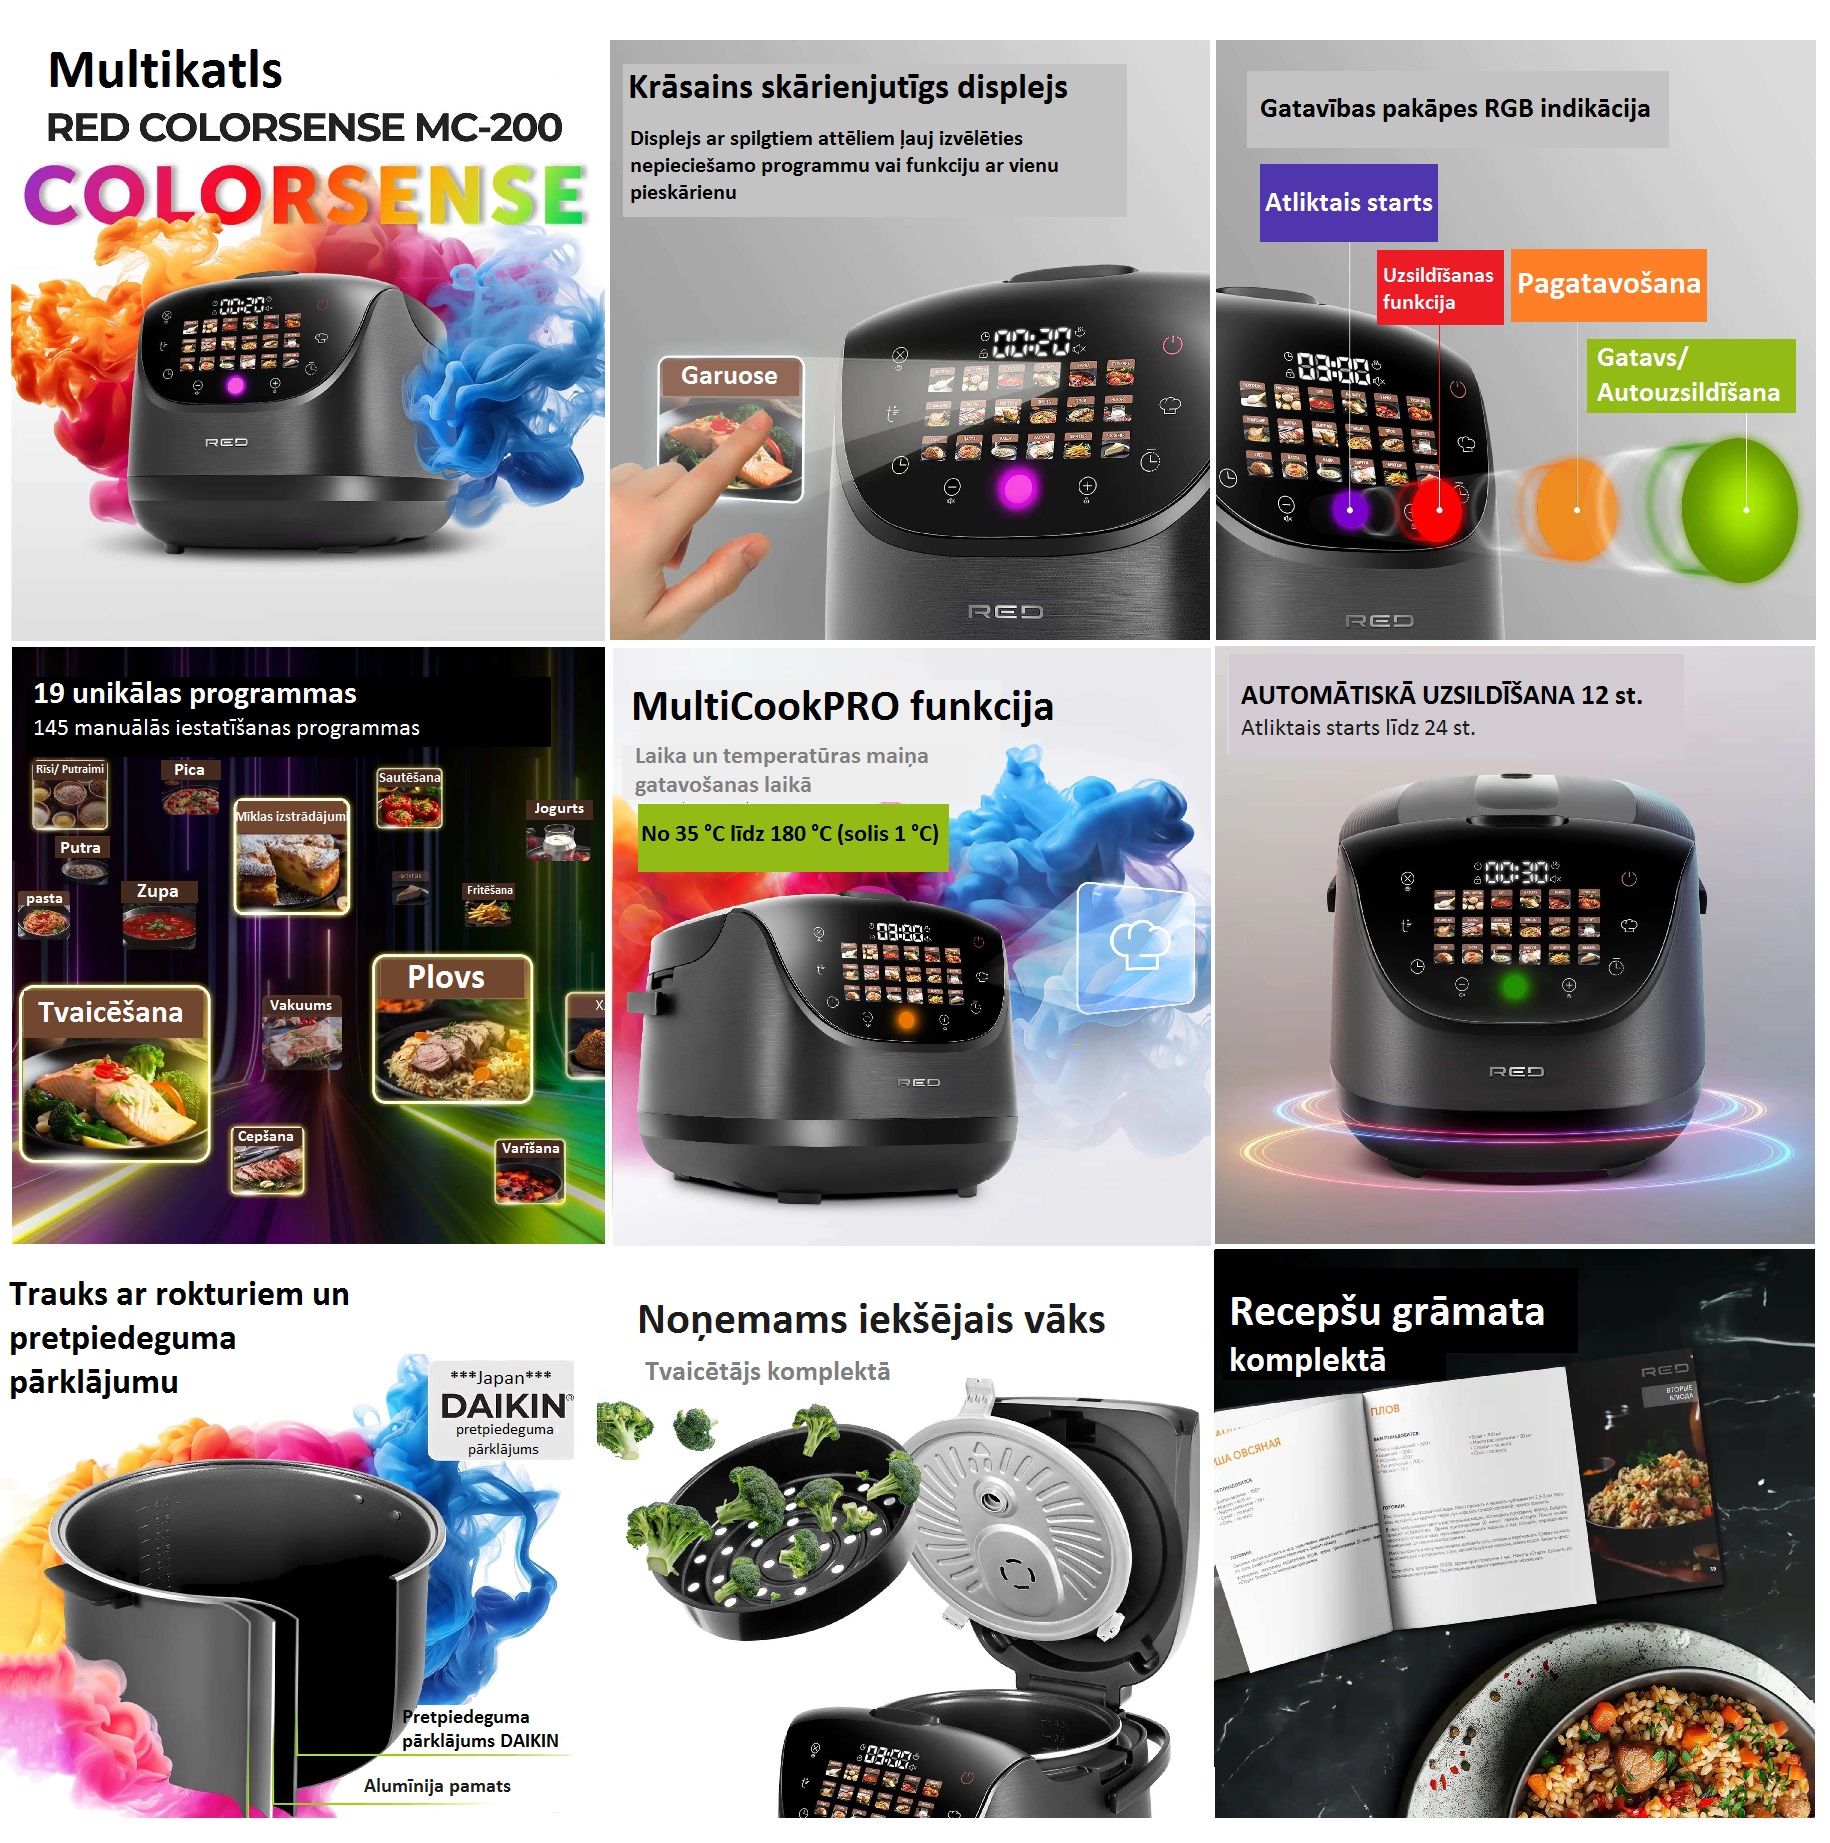 Multikatls
RED COLORSENSE MC-200
COLORSENSE
00:20
RED
Krāsains skārienjutīgs displejs
Displejs ar spilgtiem attēliem ļauj izvēlēties
nepieciešamo programmu vai funkciju ar vienu
pieskārienu
Garuose
00:20
RED
Gatavības pakāpes RGB indikācija
Atliktais starts
Uzsildīšanas
funkcija
Pagatavošana
Gatavs/
Autouzsildīšana
03:00
RED
19 unikālas programmas
145 manuālās iestatīšanas programmas
Rīsi/ Putraimi
Pica
Sautēšana
Mīklas izstrādājumi
Jogurts
Putra
Zupa
Fritēšana
pasta
Plovs
Tvaicēšana
Vakuums
Cepšana
Varīšana
MultiCookPRO funkcija
Laika un temperatūras maiņa
gatavošanas laikā
No 35 °C līdz 180 °C (solis 1 °C)
03:00
RED
AUTOMĀTISKĀ UZSILDĪŠANA 12 st.
Atliktais starts līdz 24 st.
00:30
RED
Trauks ar rokturiem un
pretpiedeguma
pārklājumu
***Japan***
DAIKIN®
pretpiedeguma
pārklājums
Pretpiedeguma
pārklājums DAIKIN
Alumīnija pamats
Noņemams iekšējais vāks
Tvaicētājs komplektā
03:00
Recepšu grāmata
komplektā
RED
ВТОРЫЕ
БЛЮДА
ПЛОВ
ОВСЯНАЯ